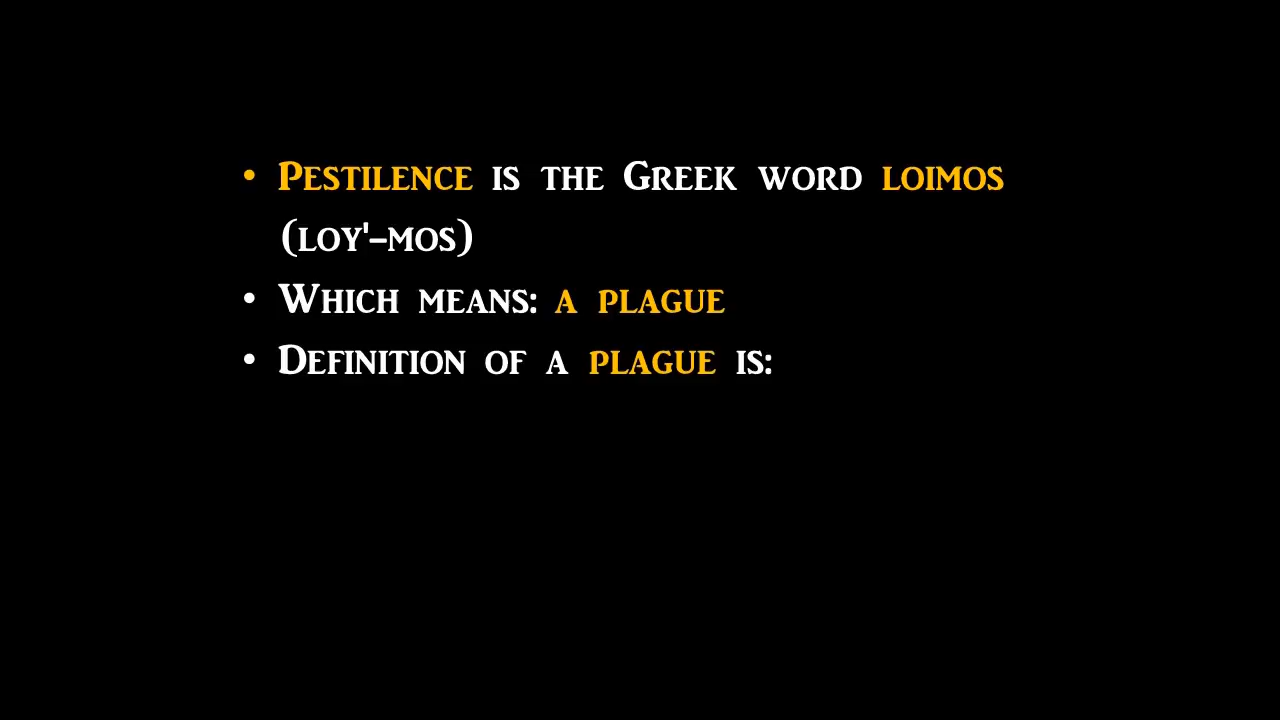 • Pestilence is the Greek word loimos
(loy'-mos)
• Which means: a plague
• Definition of a plague is: